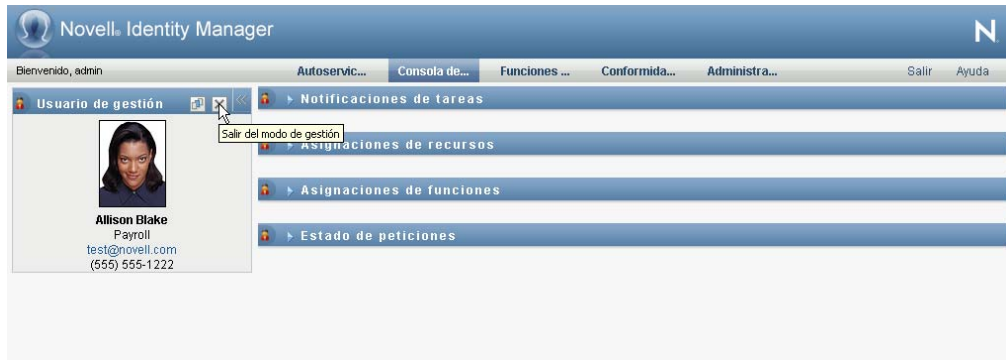 Novell® Identity Manager
N
Bienvenido, admin
Autoservic... Consola de... Funciones ... Conformida... Administra... Salir Ayuda
Usuario de gestión
Notificaciones de tareas
Salir del modo de gestión
Asignaciones de recursos
Asignaciones de funciones
Allison Blake
Payroll
test@novell.com
(555) 555-1222
Estado de peticiones